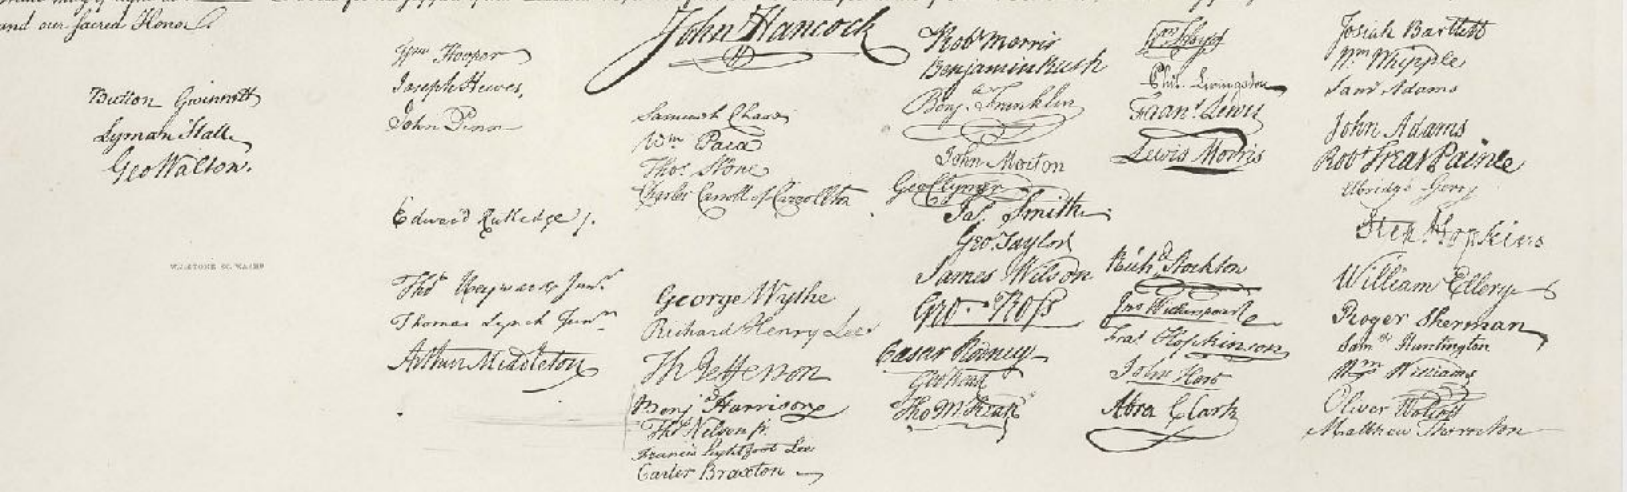 and our sacred Honor.
Button Gwinnett
Lyman Hall
Geo Walton.
Wm Hooper
Joseph Hewes,
John Penn
Edward Rutledge /.
Thos Heyward Junr.
Thomas Lynch Junr.
Arthur Middleton
John Hancock
Samuel Chase
Wm Paca
Thos Stone
Charles Carroll of Carrollton
George Wythe
Richard Henry Lee
Th Jefferson
Benj Harrison
Thos Nelson jr.
Francis Lightfoot Lee
Carter Braxton
Robt Morris
Benjamin Rush
Benj. Franklin
John Morton
Geo Clymer
Jas. Smith
Geo. Taylor
James Wilson
Geo. Ross
Caesar Rodney
Geo Read
Tho M:Kean
Wm Floyd
Phil. Livingston
Frans. Lewis
Lewis Morris
Richd. Stockton
Jno Witherspoon
Fras. Hopkinson
John Hart
Abra Clark
Josiah Bartlett
Wm Whipple
Saml Adams
John Adams
Robt Treat Paine
Elbridge Gerry
Step. Hopkins
William Ellery
Roger Sherman
Saml Huntington
Wm Williams
Oliver Wolcott
Matthew Thornton